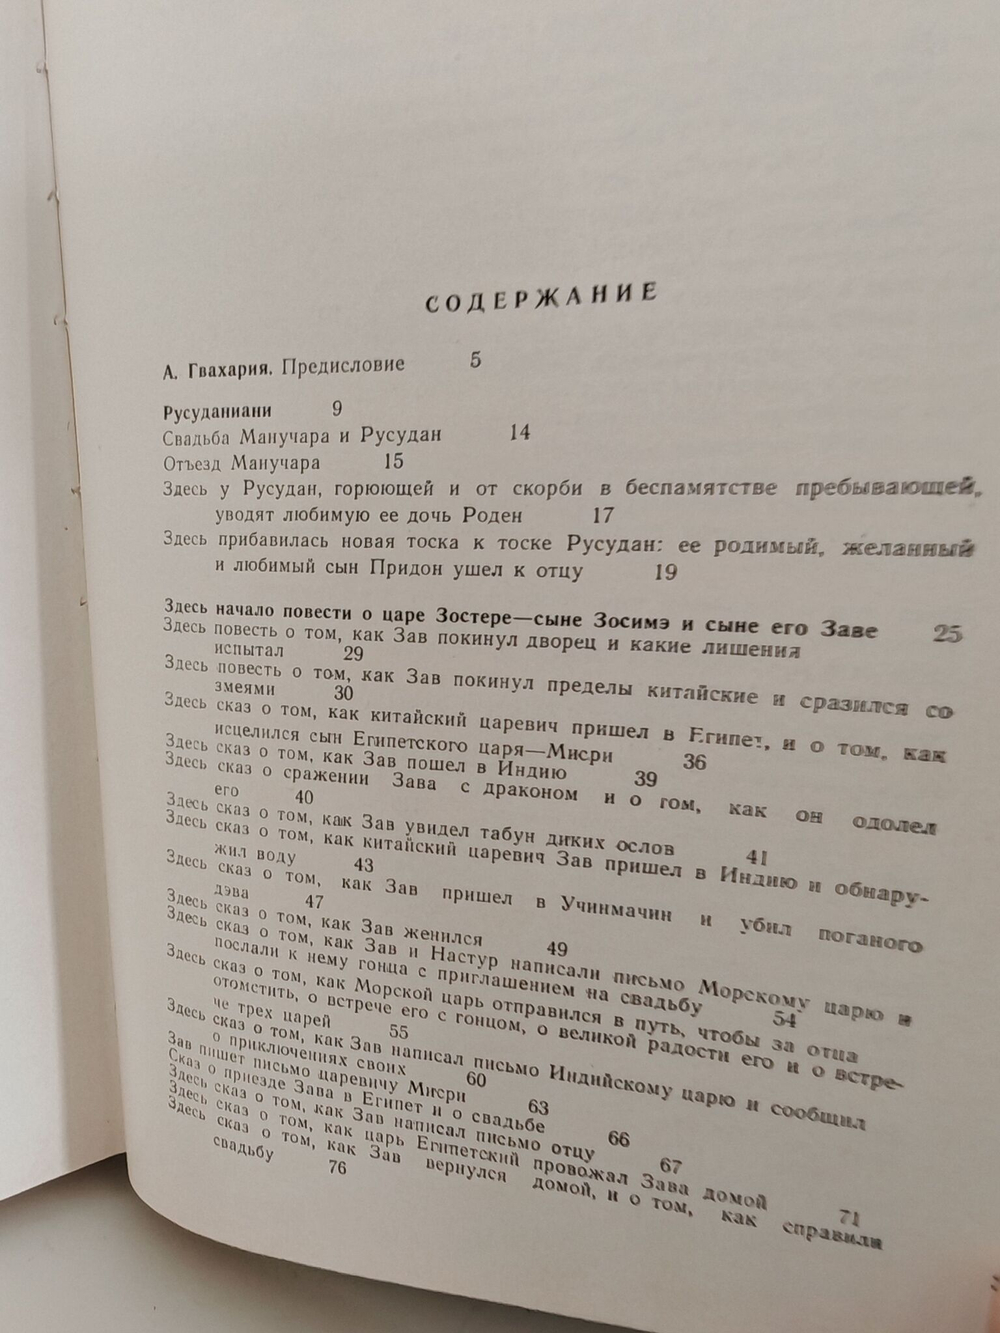 СОДЕРЖАНИЕ
А. Гвахария. Предисловие 5
Русуданиани 9
Свадьба Манучара и Русудан 14
Отъезд Манучара 15
Здесь у Русудан, горюющей и от скорби в беспамятстве пребывающей,
уводят любимую ее дочь Роден 17
Здесь прибавилась новая тоска к тоске Русудан: ее родимый, желанный
и любимый сын Придон ушел к отцу 19
Здесь начало повести о царе Зостере—сыне Зосимэ и сыне его Заве 25
Здесь повесть о том, как Зав покинул дворец и какие лишения
испытал 29
Здесь повесть о том, как Зав покинул пределы китайские и сразился со
змеями 30
Здесь сказ о том, как китайский царевич пришел в Египет, и о том, как
исцелился сын Египетского царя—Мисри 36
Здесь сказ о том, как Зав пошел в Индию 39
Здесь сказ о сражении Зава с драконом и о том, как он одолел
его 40
Здесь сказ о том, как Зав увидел табун диких ослов 41
Здесь сказ о том, как китайский царевич Зав пришел в Индию и обнару-
жил воду 43
Здесь сказ о том, как Зав пришел в Учинмачин и убил поганого
дэва 47
Здесь сказ о том, как Зав женился 49
Здесь сказ о том, как Зав и Настур написали письмо Морскому царю и
послали к нему гонца с приглашением на свадьбу 54
Здесь сказ о том, как Морской царь отправился в путь, чтобы за отца
отомстить, о встрече его с гонцом, о великой радости его и о встре-
че трех царей 55
Здесь сказ о том, как Зав написал письмо Индийскому царю и сообщил
о приключениях своих 60
Зав пишет письмо царевичу Мисри 63
Сказ о приезде Зава в Египет и о свадьбе 66
Здесь сказ о том, как Зав написал письмо отцу 67
Здесь сказ о том, как царь Египетский провожал Зава домой 71
Здесь сказ о том, как Зав вернулся домой, и о том, как справили
свадьбу 76